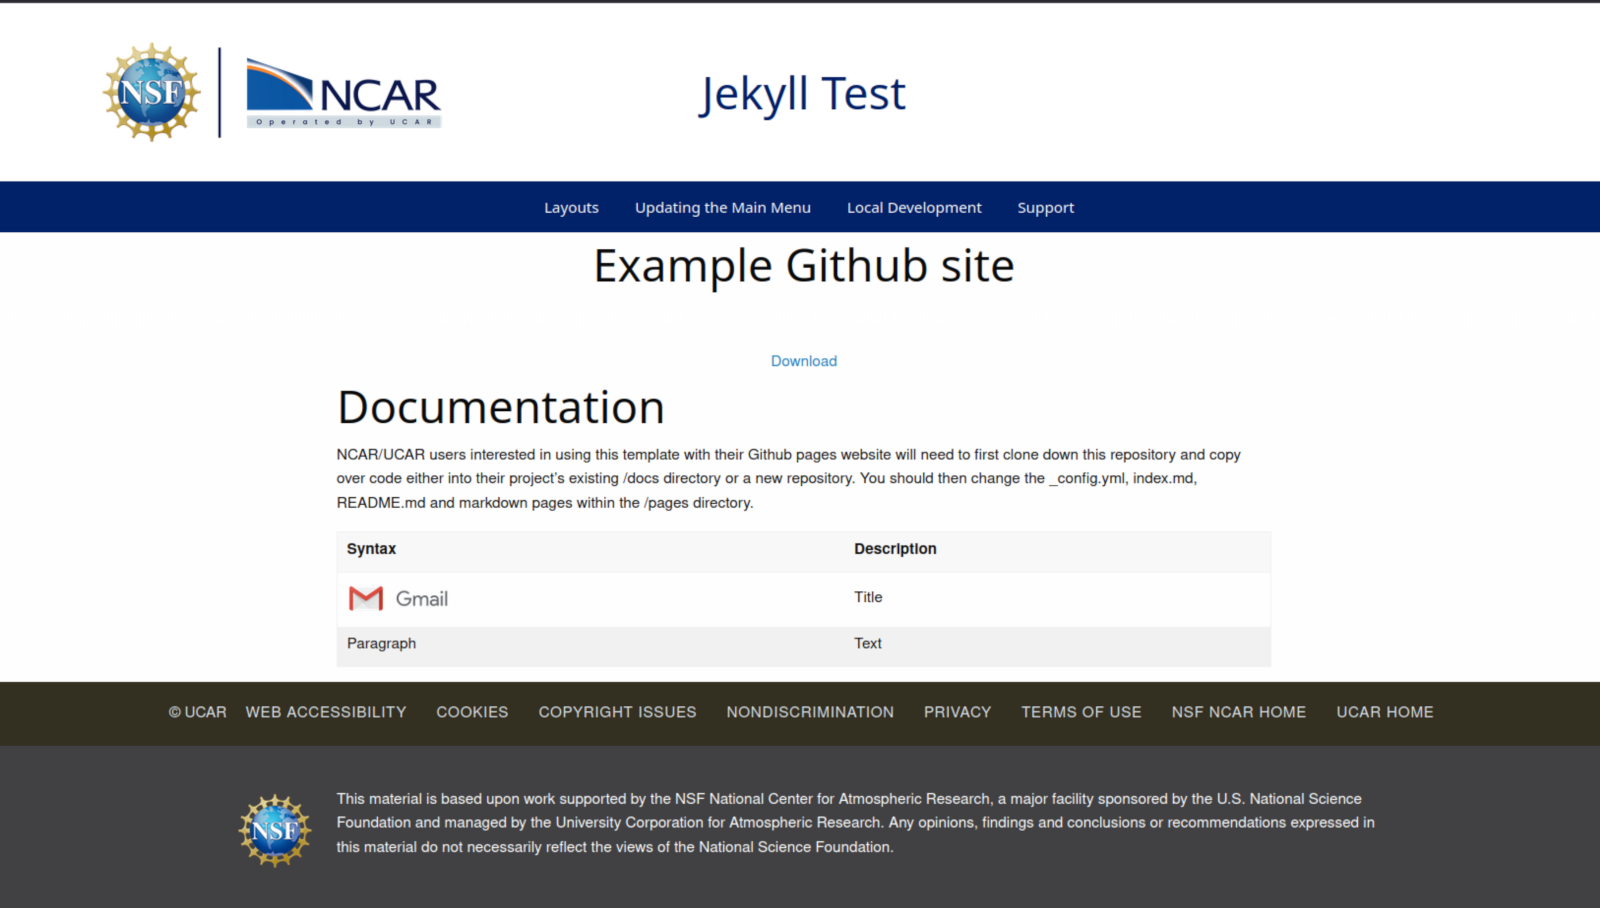 NSF
NCAR
Operated by UCAR
Jekyll Test
Layouts Updating the Main Menu Local Development Support
Example Github site
Download
Documentation
NCAR/UCAR users interested in using this template with their Github pages website will need to first clone down this repository and copy
over code either into their project's existing /docs directory or a new repository. You should then change the _config.yml, index.md,
README.md and markdown pages within the /pages directory.
Syntax Description
Gmail Title
Paragraph Text
© UCAR WEB ACCESSIBILITY COOKIES COPYRIGHT ISSUES NONDISCRIMINATION PRIVACY TERMS OF USE NSF NCAR HOME UCAR HOME
NSF
This material is based upon work supported by the NSF National Center for Atmospheric Research, a major facility sponsored by the U.S. National Science
Foundation and managed by the University Corporation for Atmospheric Research. Any opinions, findings and conclusions or recommendations expressed in
this material do not necessarily reflect the views of the National Science Foundation.